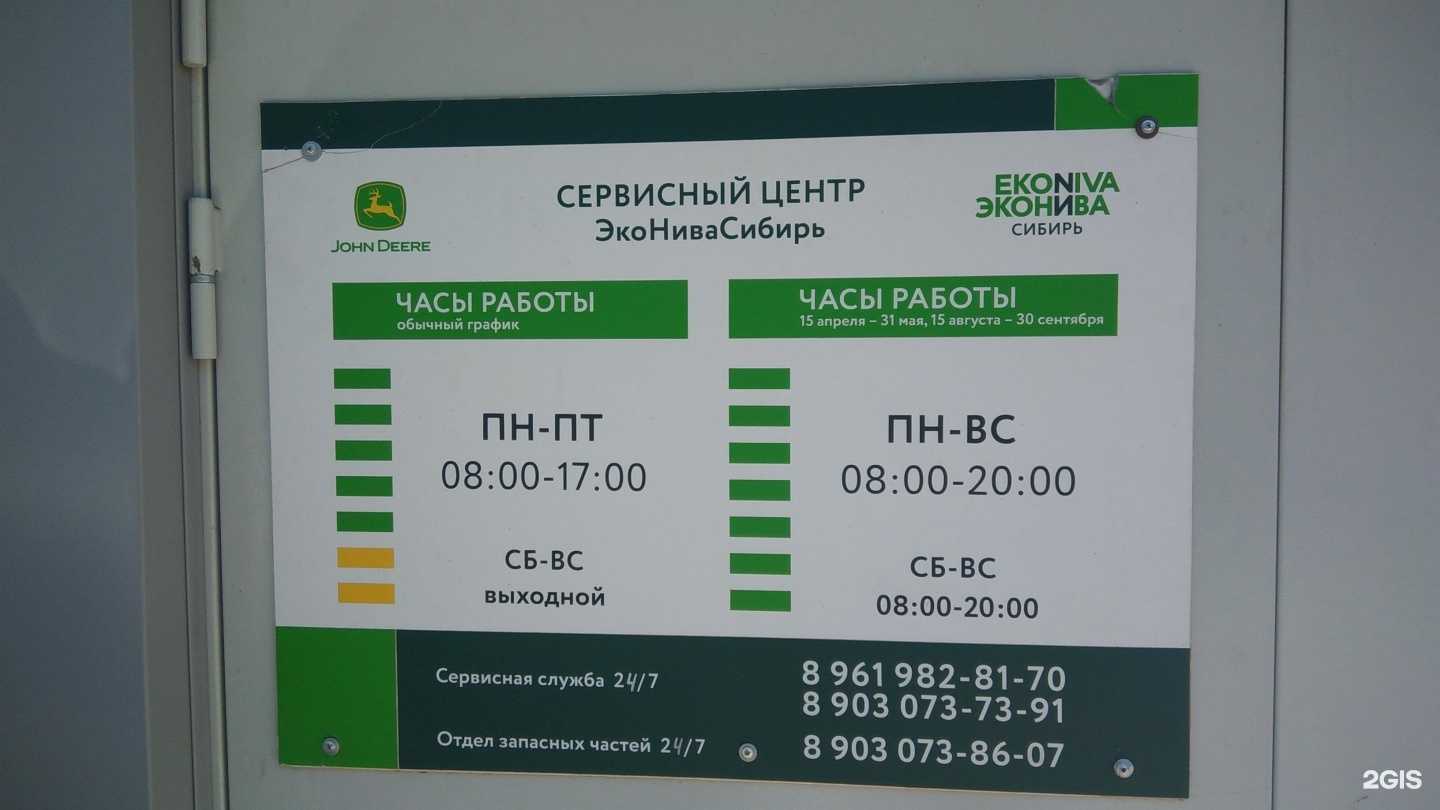 JOHN DEERE
СЕРВИСНЫЙ ЦЕНТР
ЭкоНиваСибирь
EKONIVA
ЭКОНИВА
СИБИРЬ
ЧАСЫ РАБОТЫ
обычный график
ПН-ПТ
08:00-17:00
СБ-ВС
выходной
ЧАСЫ РАБОТЫ
15 апреля – 31 мая, 15 августа – 30 сентября
ПН-ВС
08:00-20:00
СБ-ВС
08:00-20:00
Сервисная служба 24/7
8 961 982-81-70
8 903 073-73-91
Отдел запасных частей 24/7
8 903 073-86-07
2GIS